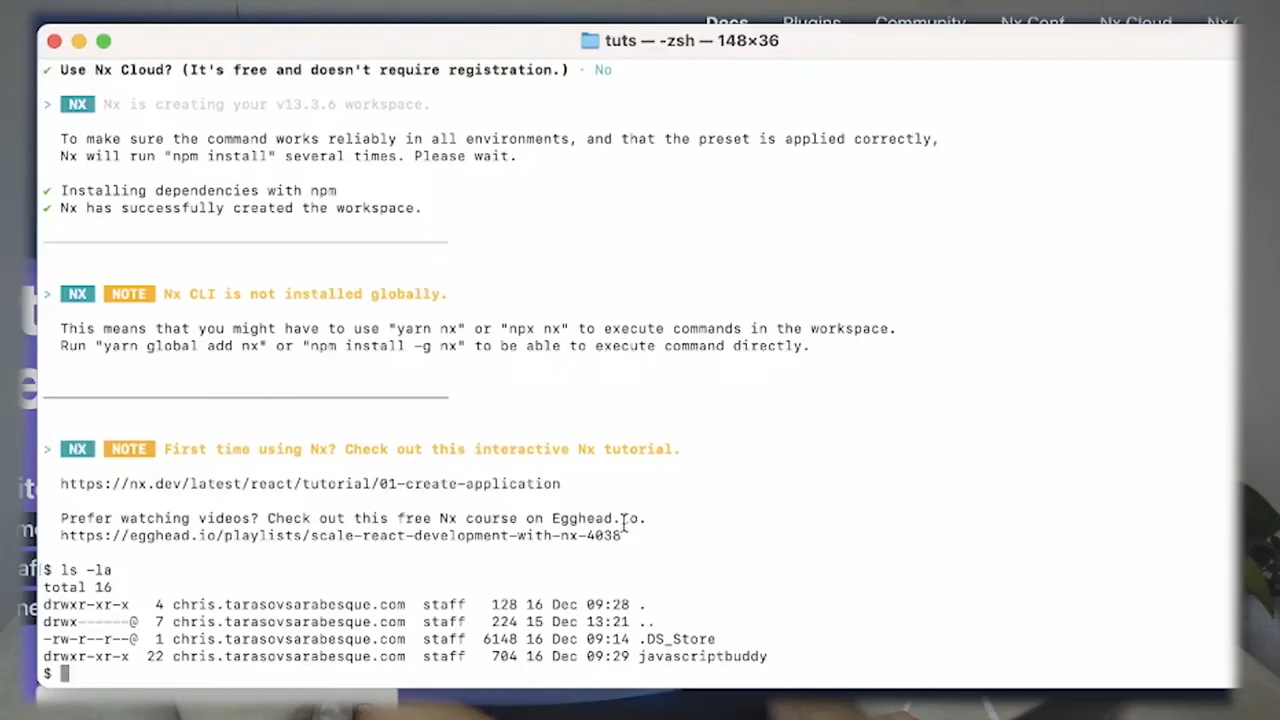 Docs Plugins Community Nx Conf Nx Cloud
tuts — -zsh — 148×36
✔ Use Nx Cloud? (It's free and doesn't require registration.) · No
> NX Nx is creating your v13.3.6 workspace.
To make sure the command works reliably in all environments, and that the preset is applied correctly,
Nx will run "npm install" several times. Please wait.
✔ Installing dependencies with npm
✔ Nx has successfully created the workspace.
> NX NOTE Nx CLI is not installed globally.
This means that you might have to use "yarn nx" or "npx nx" to execute commands in the workspace.
Run "yarn global add nx" or "npm install -g nx" to be able to execute command directly.
> NX NOTE First time using Nx? Check out this interactive Nx tutorial.
https://nx.dev/latest/react/tutorial/01-create-application
Prefer watching videos? Check out this free Nx course on Egghead.io.
https://egghead.io/playlists/scale-react-development-with-nx-4038
$ ls -la
total 16
drwxr-xr-x 4 chris.tarasovsarabesque.com staff 128 16 Dec 09:28 .
drwx------@ 7 chris.tarasovsarabesque.com staff 224 15 Dec 13:21 ..
-rw-r--r--@ 1 chris.tarasovsarabesque.com staff 6148 16 Dec 09:14 .DS_Store
drwxr-xr-x 22 chris.tarasovsarabesque.com staff 704 16 Dec 09:29 javascriptbuddy
$